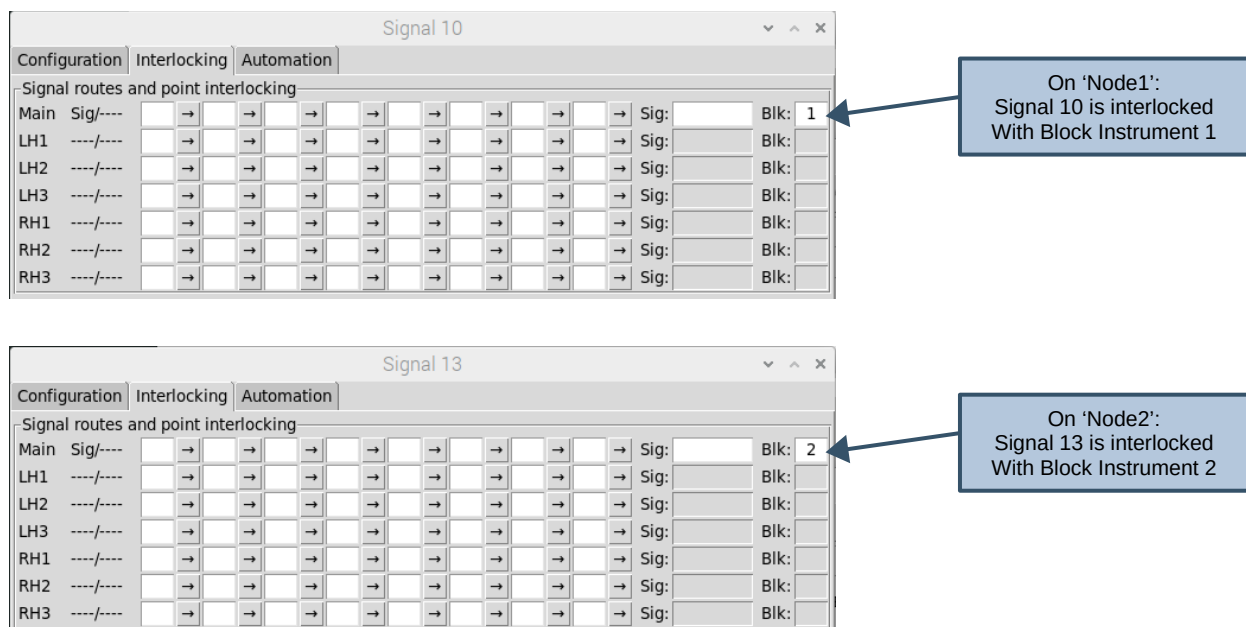 Signal 10
Configuration Interlocking Automation
Signal routes and point interlocking
Main Sig/---- → → → → → → → → Sig: Blk: 1
LH1 ----/---- → → → → → → → → Sig: Blk:
LH2 ----/---- → → → → → → → → Sig: Blk:
LH3 ----/---- → → → → → → → → Sig: Blk:
RH1 ----/---- → → → → → → → → Sig: Blk:
RH2 ----/---- → → → → → → → → Sig: Blk:
RH3 ----/---- → → → → → → → → Sig: Blk:
On ‘Node1’:
Signal 10 is interlocked
With Block Instrument 1
Signal 13
Configuration Interlocking Automation
Signal routes and point interlocking
Main Sig/---- → → → → → → → → Sig: Blk: 2
LH1 ----/---- → → → → → → → → Sig: Blk:
LH2 ----/---- → → → → → → → → Sig: Blk:
LH3 ----/---- → → → → → → → → Sig: Blk:
RH1 ----/---- → → → → → → → → Sig: Blk:
RH2 ----/---- → → → → → → → → Sig: Blk:
RH3 ----/---- → → → → → → → → Sig: Blk:
On ‘Node2’:
Signal 13 is interlocked
With Block Instrument 2